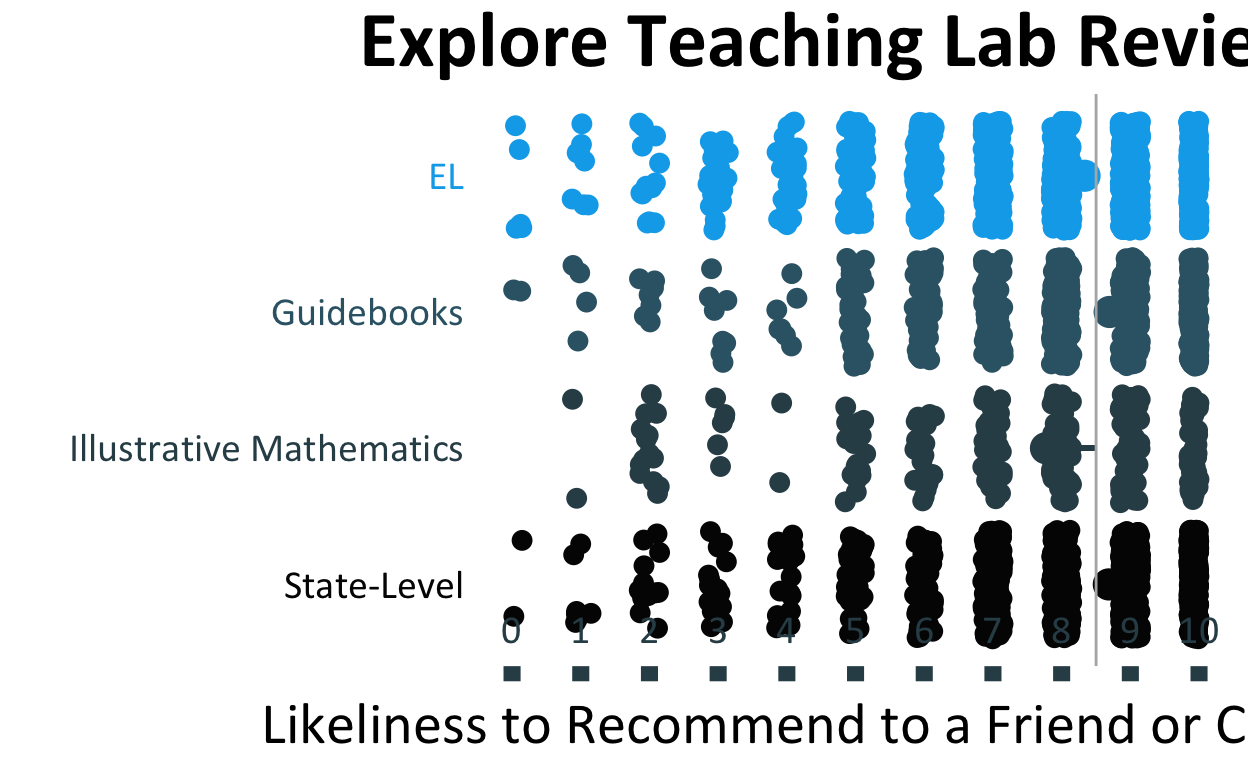 Explore Teaching Lab Revie
EL
Guidebooks
Illustrative Mathematics
State-Level
0 1 2 3 4 5 6 7 8 9 10
Likeliness to Recommend to a Friend or C